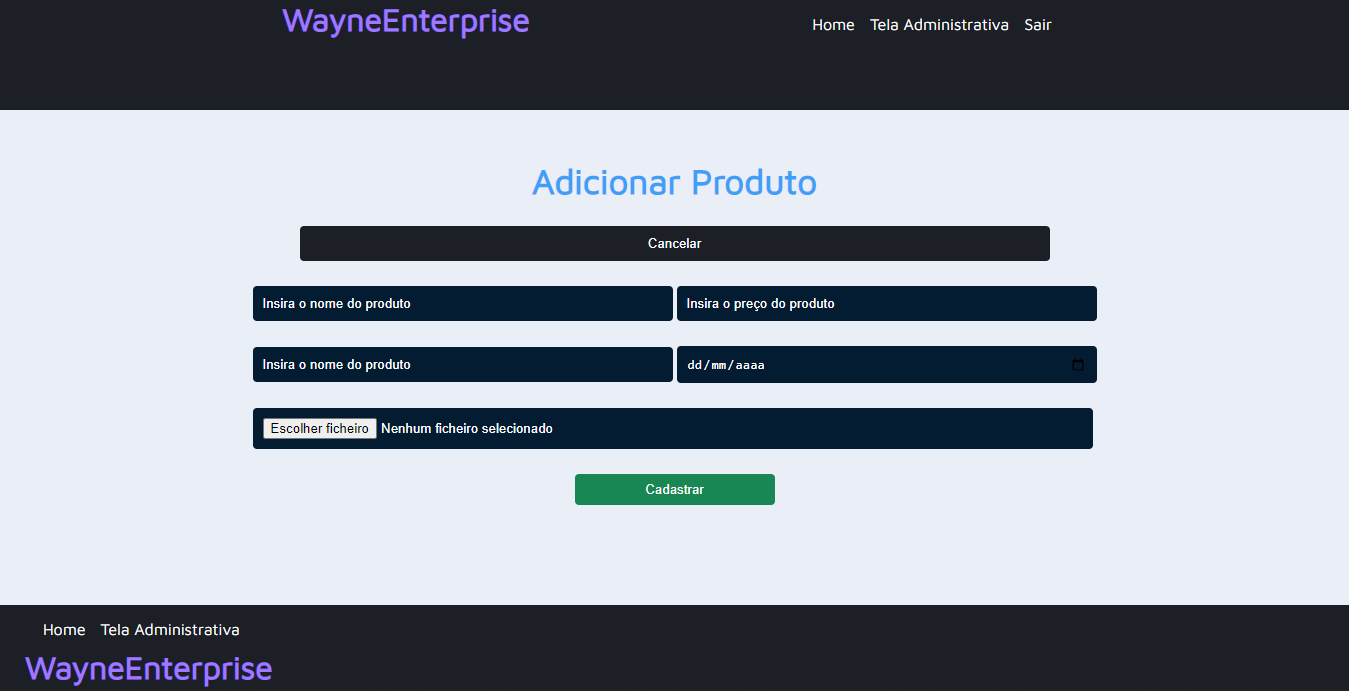 WayneEnterprise Home Tela Administrativa Sair
Adicionar Produto
Cancelar
Insira o nome do produto Insira o preço do produto
Insira o nome do produto dd/mm/aaaa
Escolher ficheiro Nenhum ficheiro selecionado
Cadastrar
Home Tela Administrativa
WayneEnterprise